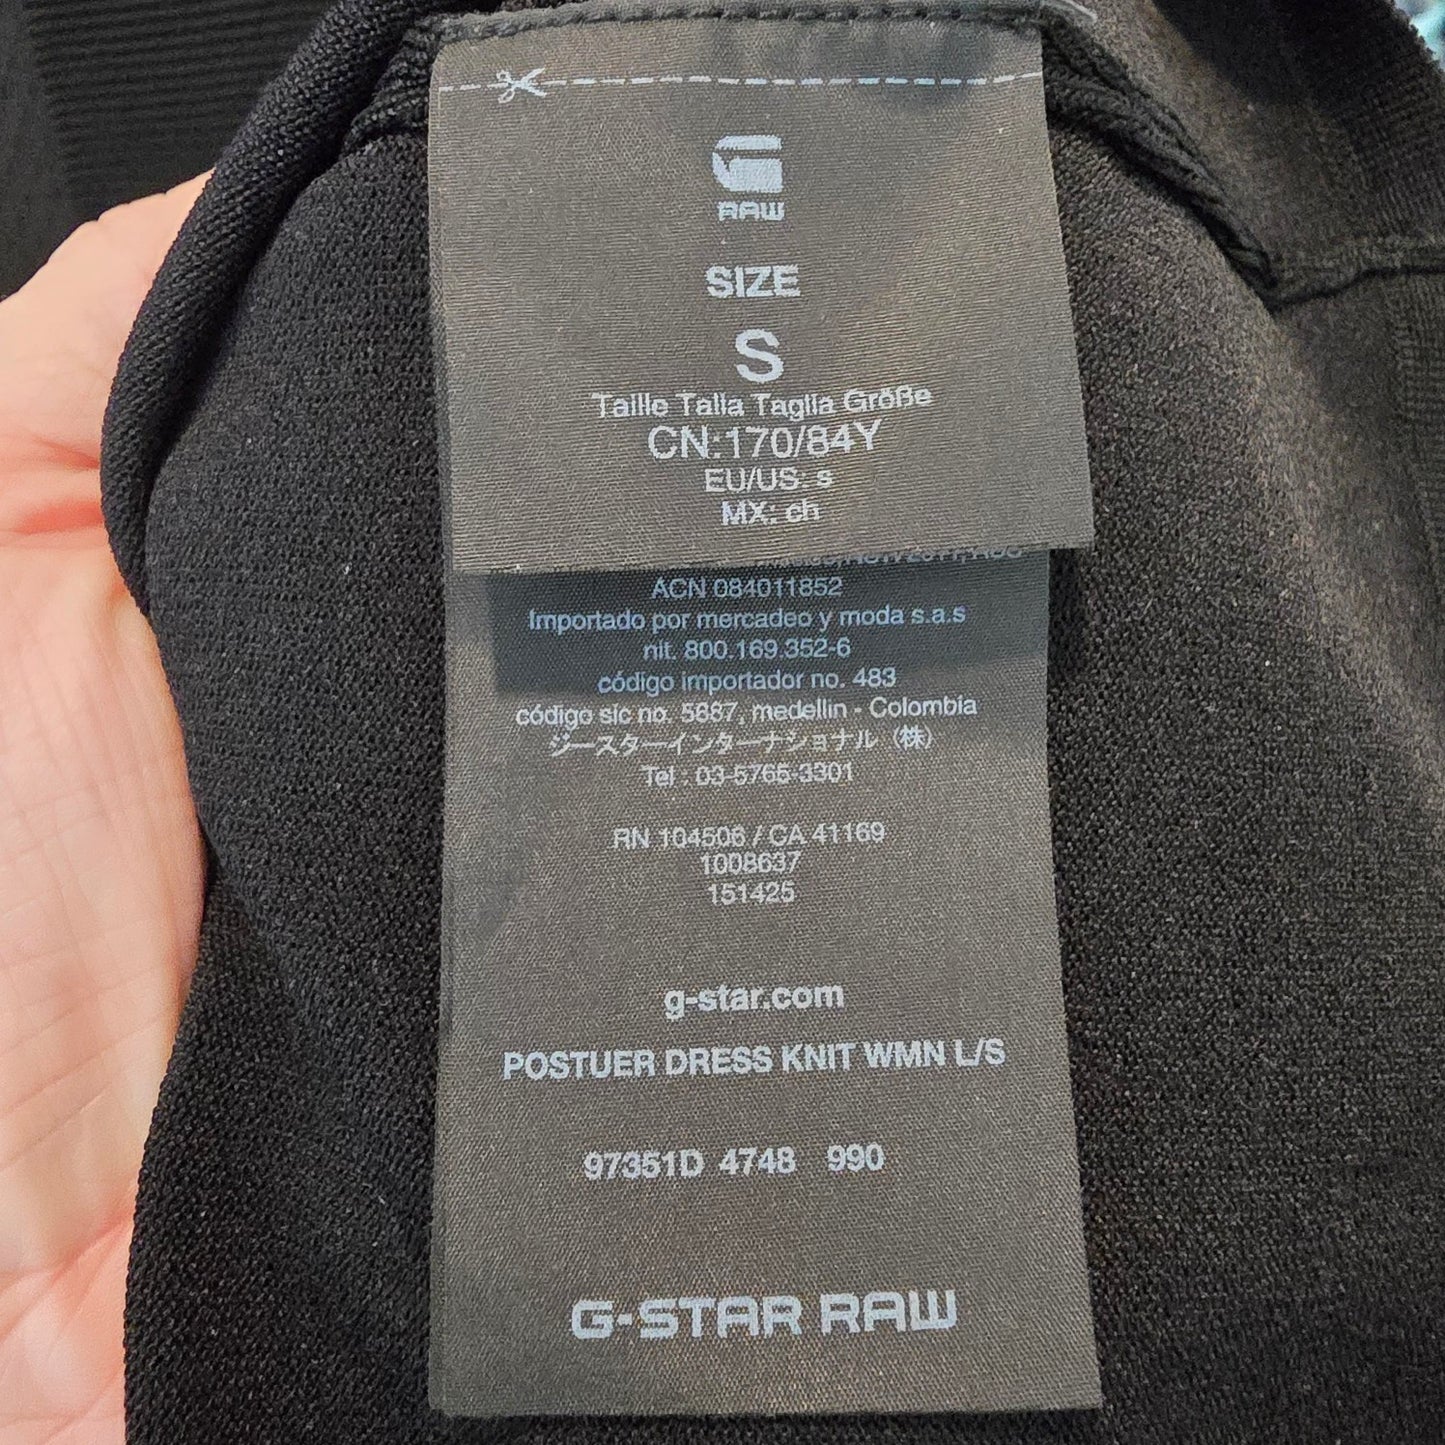 RAW
SIZE
S
Taille Talla Taglia Größe
CN:170/84Y
EU/US: s
MX: ch
ACN 084011852
Importado por mercadeo y moda s.a.s
nit. 800.169.352-6
código importador no. 483
código sic no. 5687, medellin - Colombia
ジースターインターナショナル（株）
Tel : 03-5765-3301
RN 104506 / CA 41169
1008637
151425
g-star.com
POSTUER DRESS KNIT WMN L/S
97351D 4748 990
G-STAR RAW